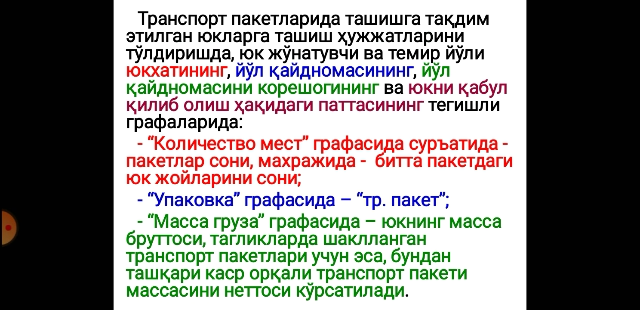 Транспорт пакетларида ташишга тақдим
этилган юкларга ташиш ҳужжатларини
тўлдиришда, юк жўнатувчи ва темир йўли
юкхатининг, йўл қайдномасининг, йўл
қайдномасини корешогининг ва юкни қабул
қилиб олиш ҳақидаги паттасининг тегишли
графаларида:
- “Количество мест” графасида суръатида -
пакетлар сони, махражида - битта пакетдаги
юк жойларини сони;
- “Упаковка” графасида – “тр. пакет”;
- “Масса груза” графасида – юкнинг масса
бруттоси, тагликларда шаклланган
транспорт пакетлари учун эса, бундан
ташқари каср орқали транспорт пакети
массасини неттоси кўрсатилади.